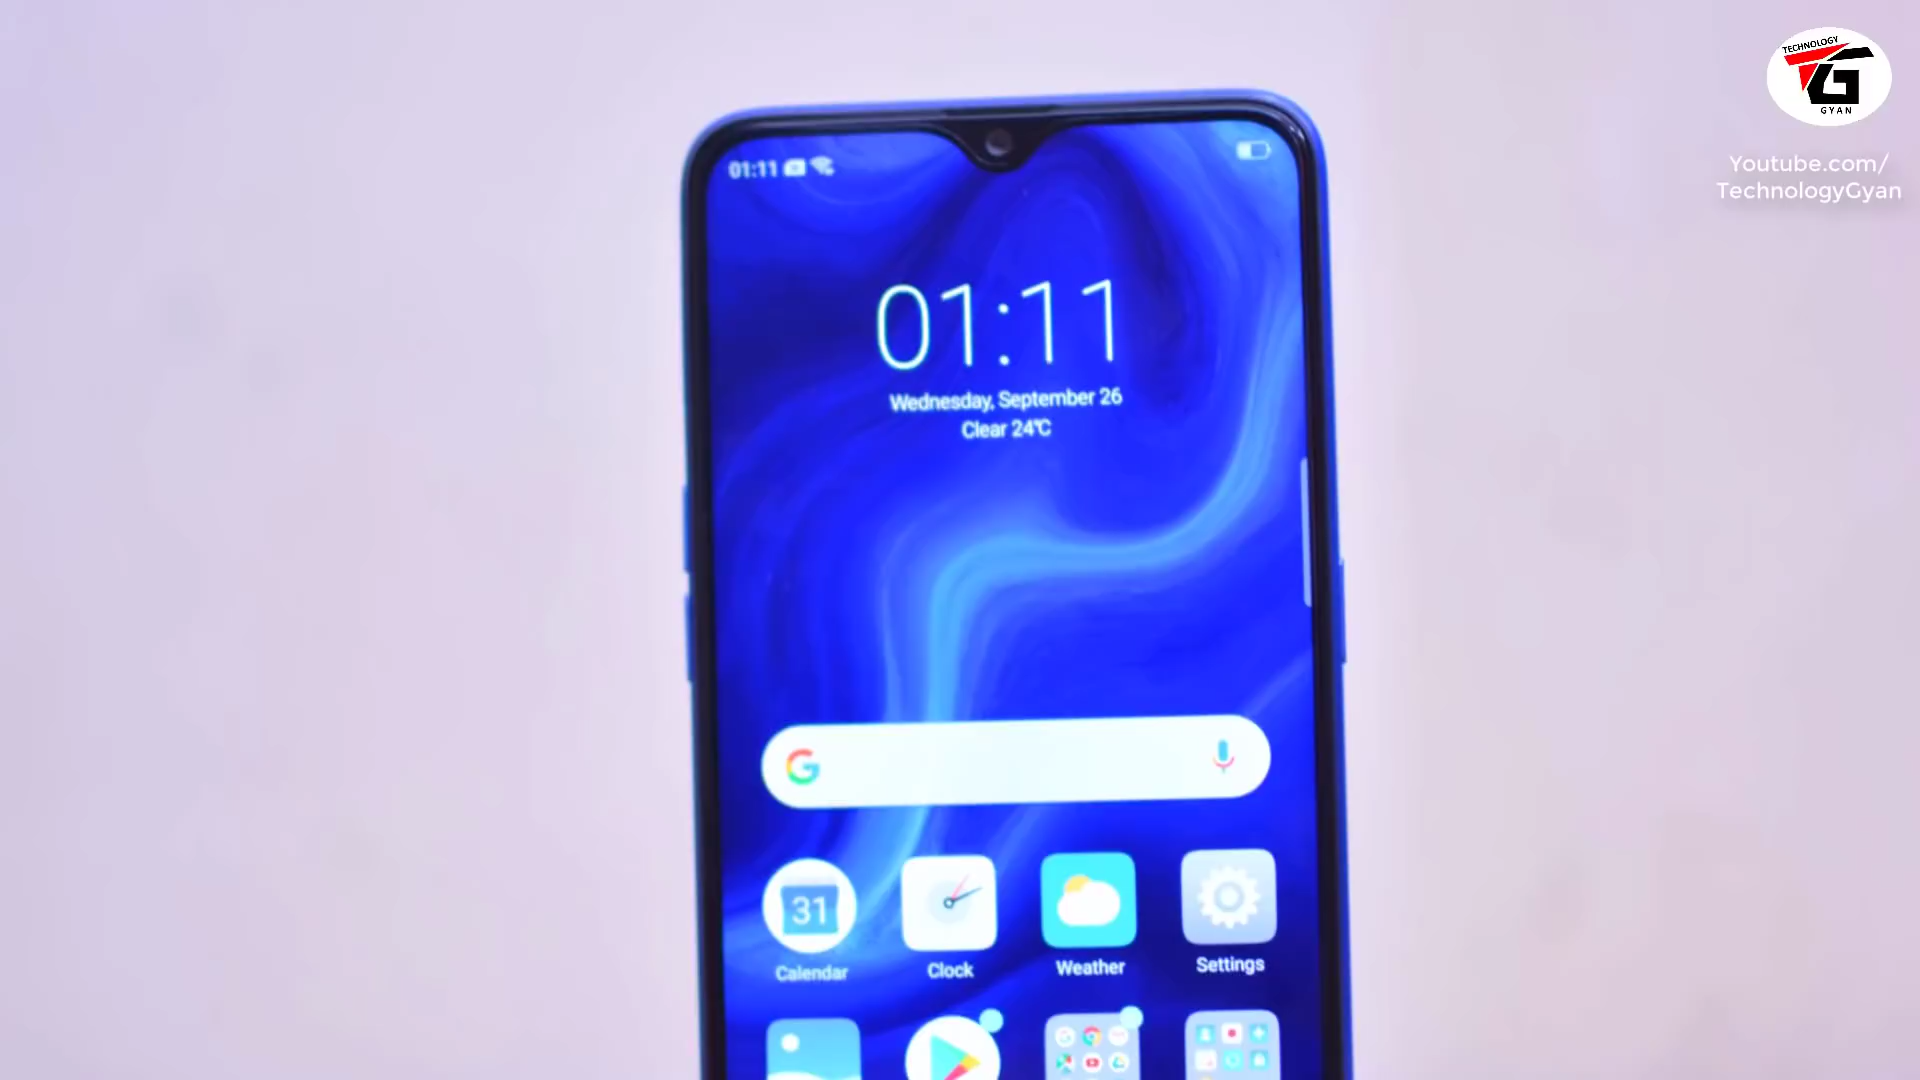 TECHNOLOGY
GYAN
Youtube.com/
TechnologyGyan
01:11
01:11
Wednesday, September 26
Clear 24℃
31
Calendar
Clock
Weather
Settings